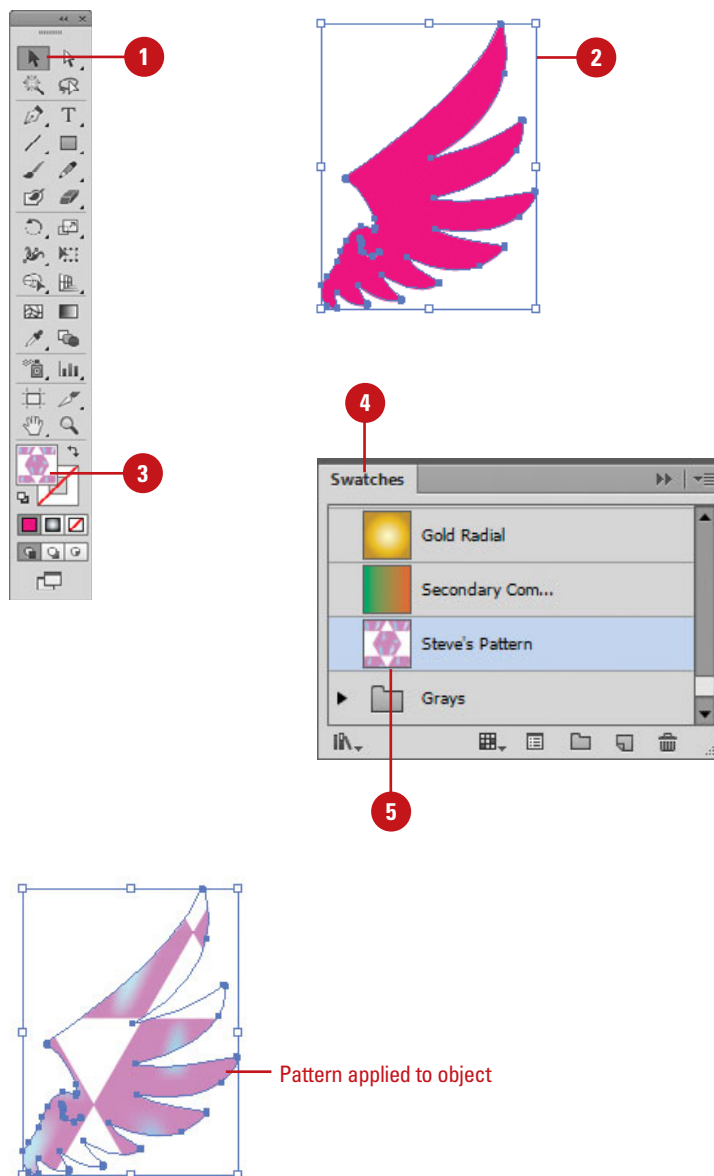 1
2
T
3
4
Swatches
Gold Radial
Secondary Com...
Steve's Pattern
Grays
5
Pattern applied to object